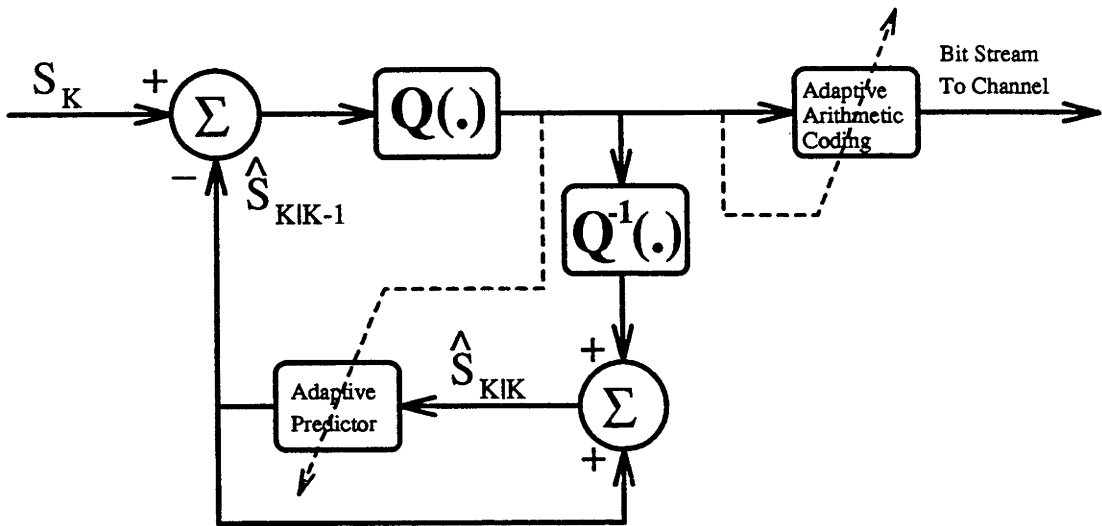 S_K
+
Σ
−
Ŝ_K|K-1
Q(.)
Adaptive
Arithmetic
Coding
Bit Stream
To Channel
Q^-1(.)
+
Σ
+
Ŝ_K|K
Adaptive
Predictor